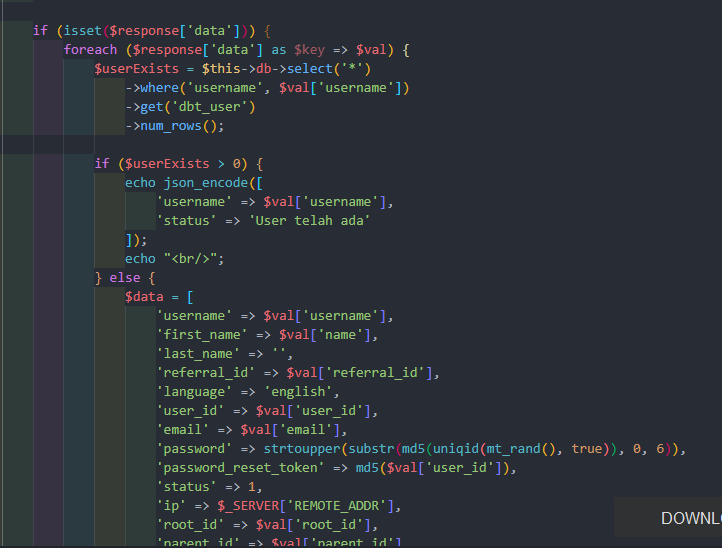 if (isset($response['data'])) {
foreach ($response['data'] as $key => $val) {
$userExists = $this->db->select('*')
->where('username', $val['username'])
->get('dbt_user')
->num_rows();
if ($userExists > 0) {
echo json_encode([
'username' => $val['username'],
'status' => 'User telah ada'
]);
echo "<br/>";
} else {
$data = [
'username' => $val['username'],
'first_name' => $val['name'],
'last_name' => '',
'referral_id' => $val['referral_id'],
'language' => 'english',
'user_id' => $val['user_id'],
'email' => $val['email'],
'password' => strtoupper(substr(md5(uniqid(mt_rand(), true)), 0, 6)),
'password_reset_token' => md5($val['user_id']),
'status' => 1,
'ip' => $_SERVER['REMOTE_ADDR'],
'root_id' => $val['root_id'],
'parent_id' => $val['parent_id']
DOWNLO